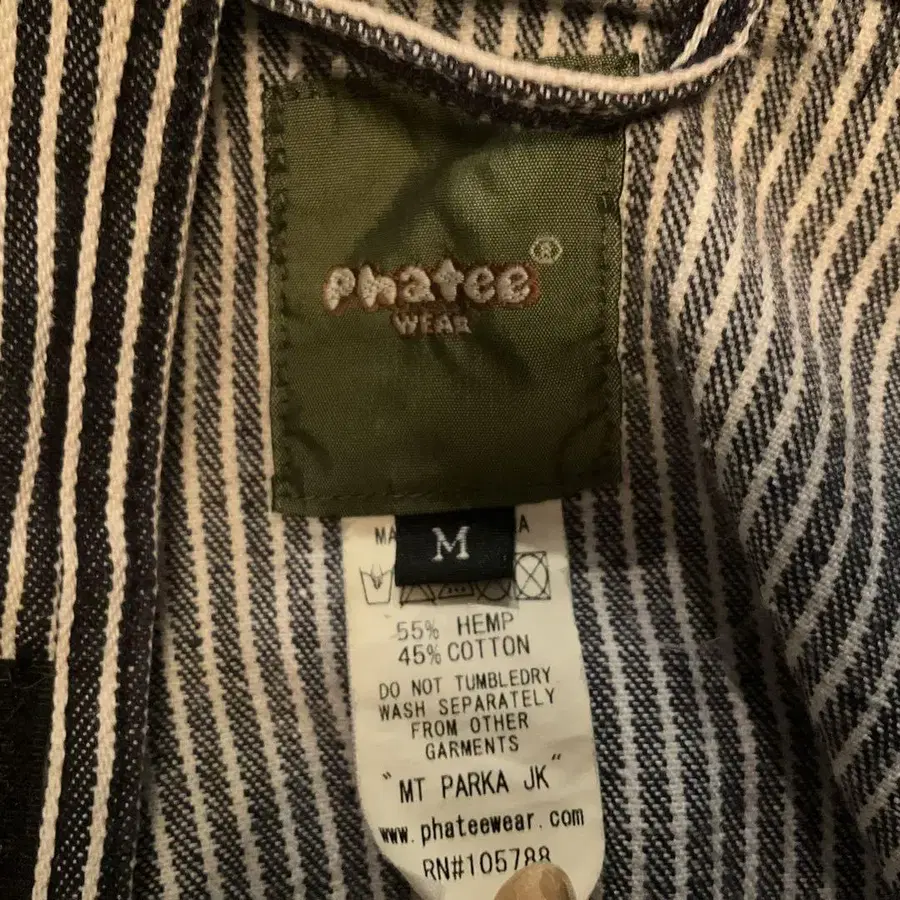 phatee®
WEAR
M
55% HEMP
45% COTTON
DO NOT TUMBLEDRY
WASH SEPARATELY
FROM OTHER
GARMENTS
"MT PARKA JK"
www.phateewear.com
RN#105788